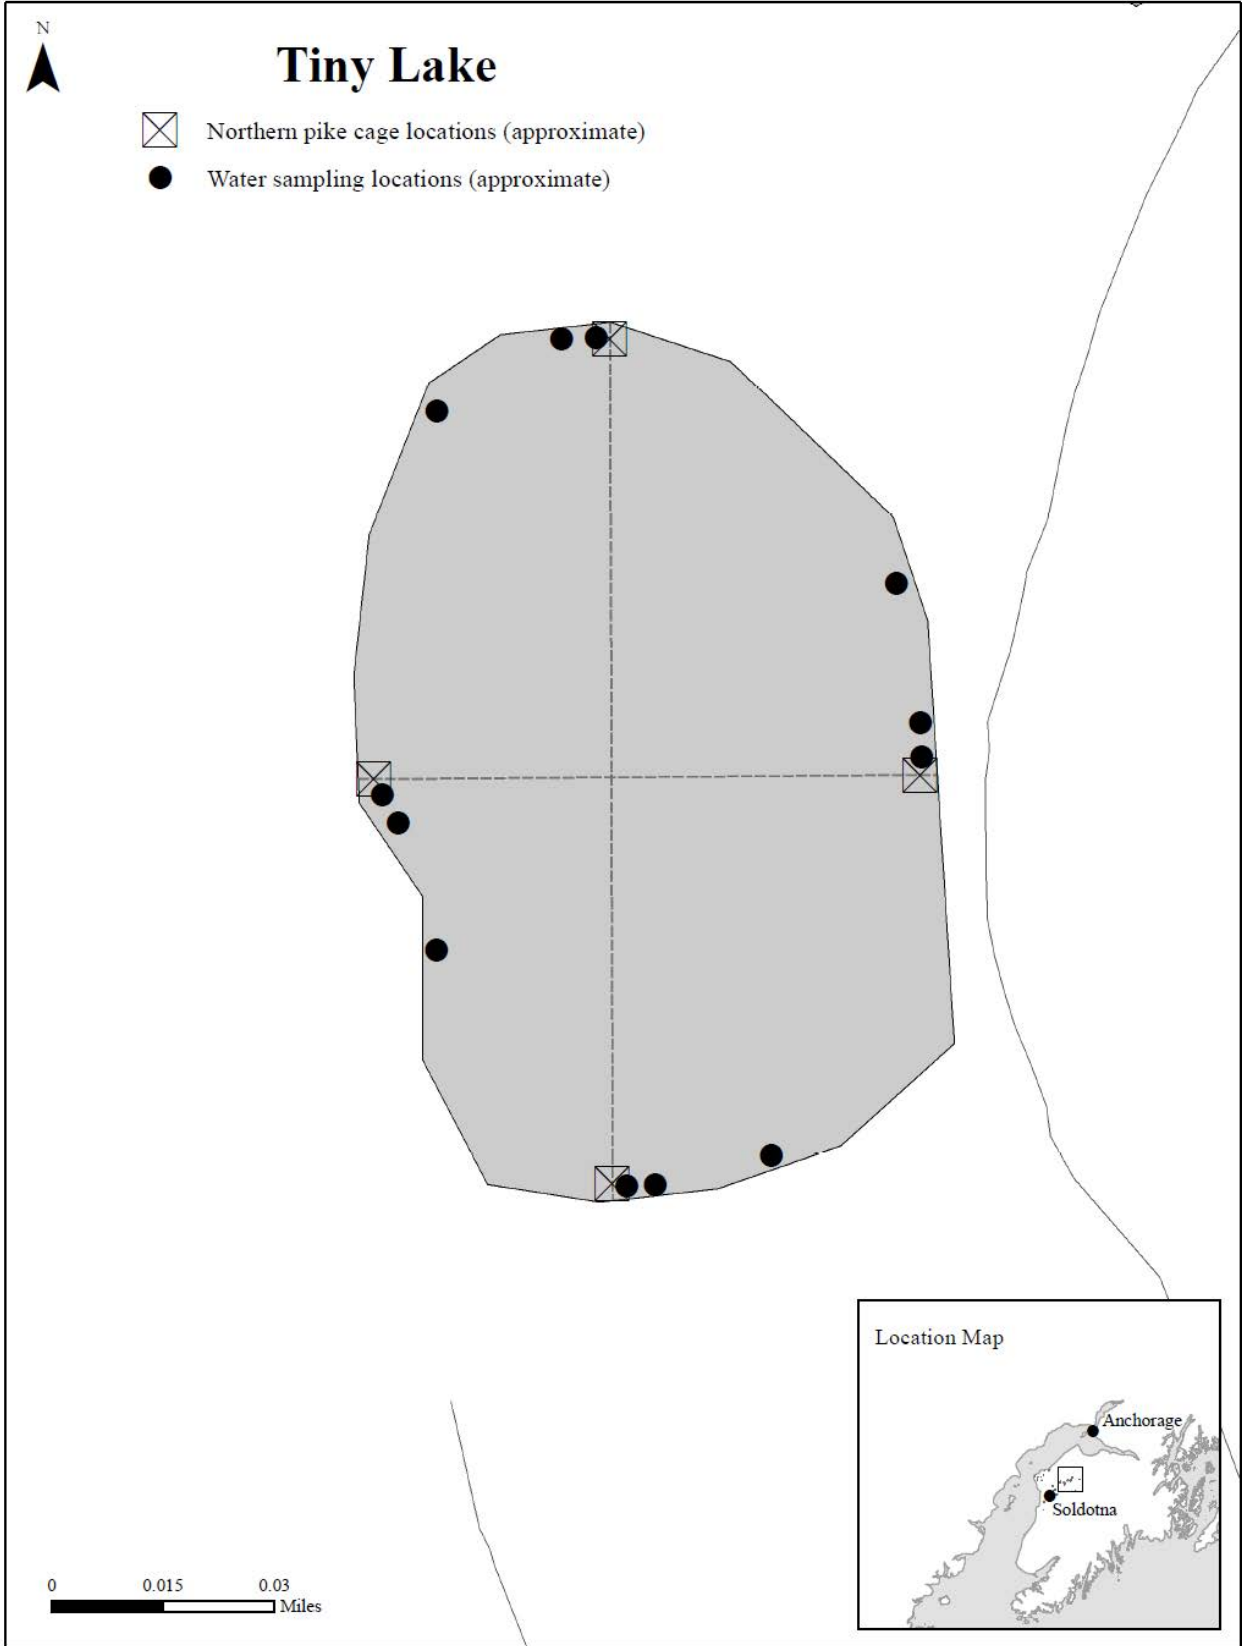 N
Tiny Lake
Northern pike cage locations (approximate)
Water sampling locations (approximate)
Location Map
Anchorage
Soldotna
0 0.015 0.03
Miles